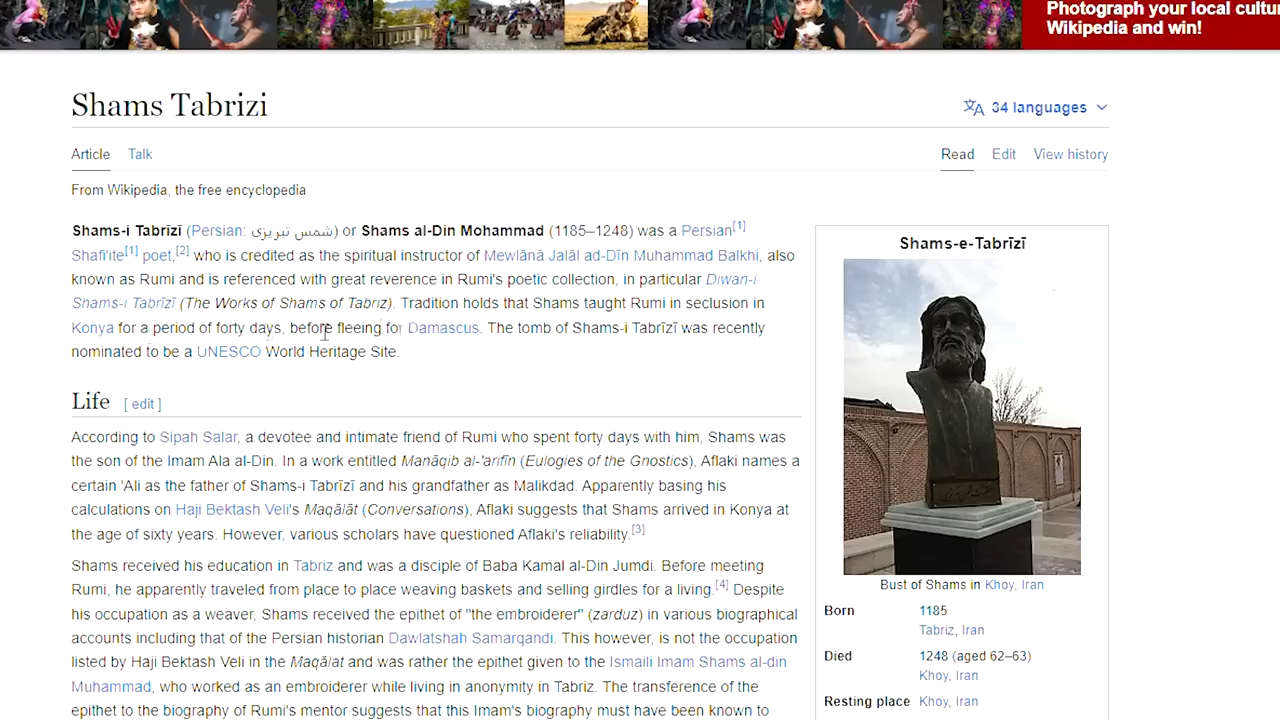 Photograph your local cultur
Wikipedia and win!
Shams Tabrizi
34 languages
Article Talk
Read Edit View history
From Wikipedia, the free encyclopedia
Shams-i Tabrīzī (Persian: شمس تبریزی) or Shams al-Din Mohammad (1185–1248) was a Persian[1]
Shafi'ite[1] poet,[2] who is credited as the spiritual instructor of Mewlānā Jalāl ad-Dīn Muhammad Balkhi, also
known as Rumi and is referenced with great reverence in Rumi's poetic collection, in particular Diwan-i
Shams-i Tabrīzī (The Works of Shams of Tabriz). Tradition holds that Shams taught Rumi in seclusion in
Konya for a period of forty days, before fleeing for Damascus. The tomb of Shams-i Tabrīzī was recently
nominated to be a UNESCO World Heritage Site.
Life [ edit ]
According to Sipah Salar, a devotee and intimate friend of Rumi who spent forty days with him, Shams was
the son of the Imam Ala al-Din. In a work entitled Manāqib al-'arifīn (Eulogies of the Gnostics), Aflaki names a
certain 'Ali as the father of Shams-i Tabrīzī and his grandfather as Malikdad. Apparently basing his
calculations on Haji Bektash Veli's Maqālāt (Conversations), Aflaki suggests that Shams arrived in Konya at
the age of sixty years. However, various scholars have questioned Aflaki's reliability.[3]
Shams received his education in Tabriz and was a disciple of Baba Kamal al-Din Jumdi. Before meeting
Rumi, he apparently traveled from place to place weaving baskets and selling girdles for a living.[4] Despite
his occupation as a weaver, Shams received the epithet of "the embroiderer" (zarduz) in various biographical
accounts including that of the Persian historian Dawlatshah Samarqandi. This however, is not the occupation
listed by Haji Bektash Veli in the Maqālat and was rather the epithet given to the Ismaili Imam Shams al-din
Muhammad, who worked as an embroiderer while living in anonymity in Tabriz. The transference of the
epithet to the biography of Rumi's mentor suggests that this Imam's biography must have been known to
Shams-e-Tabrīzī
Bust of Shams in Khoy, Iran
Born 1185
Tabriz, Iran
Died 1248 (aged 62–63)
Khoy, Iran
Resting place Khoy, Iran